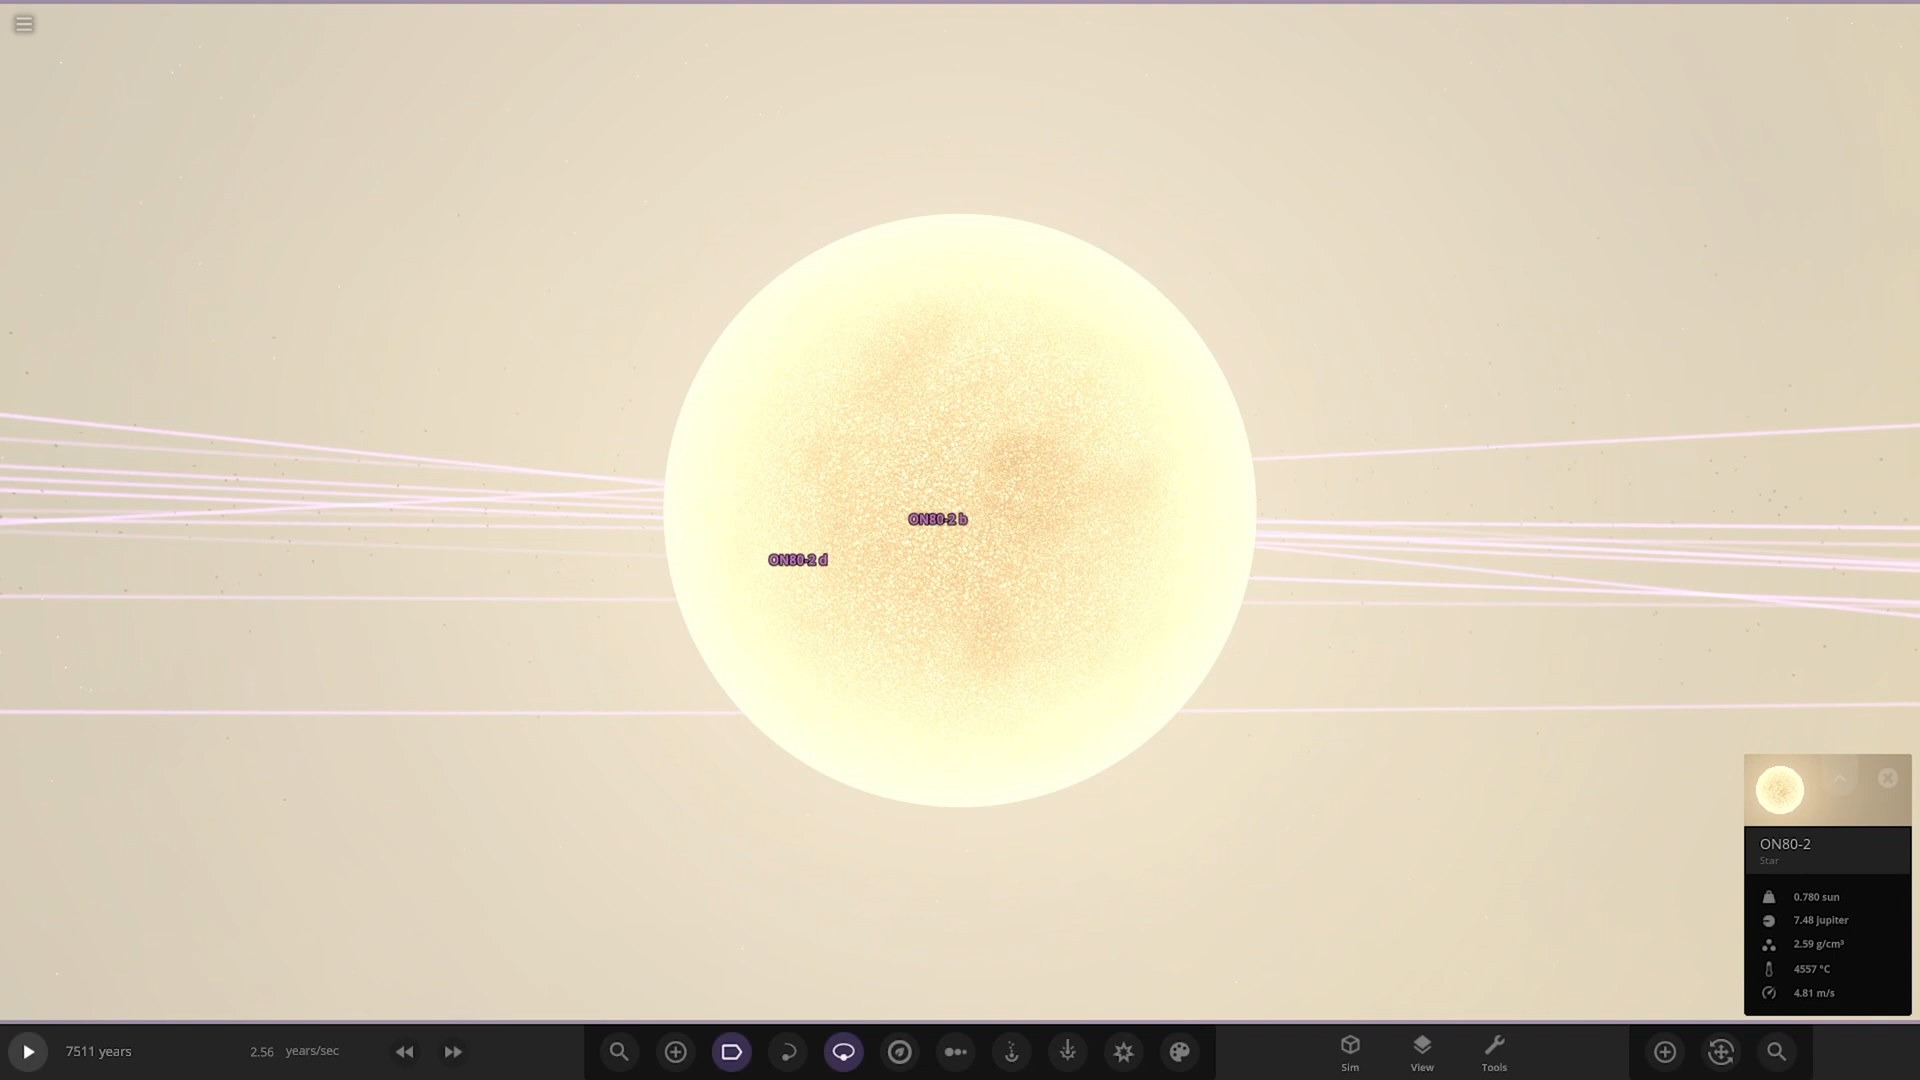 ON80-2 b
ON80-2 d
ON80-2
Star
0.780 sun
7.48 jupiter
2.59 g/cm³
4557 °C
4.81 m/s
7511 years
2.56 years/sec
Sim
View
Tools